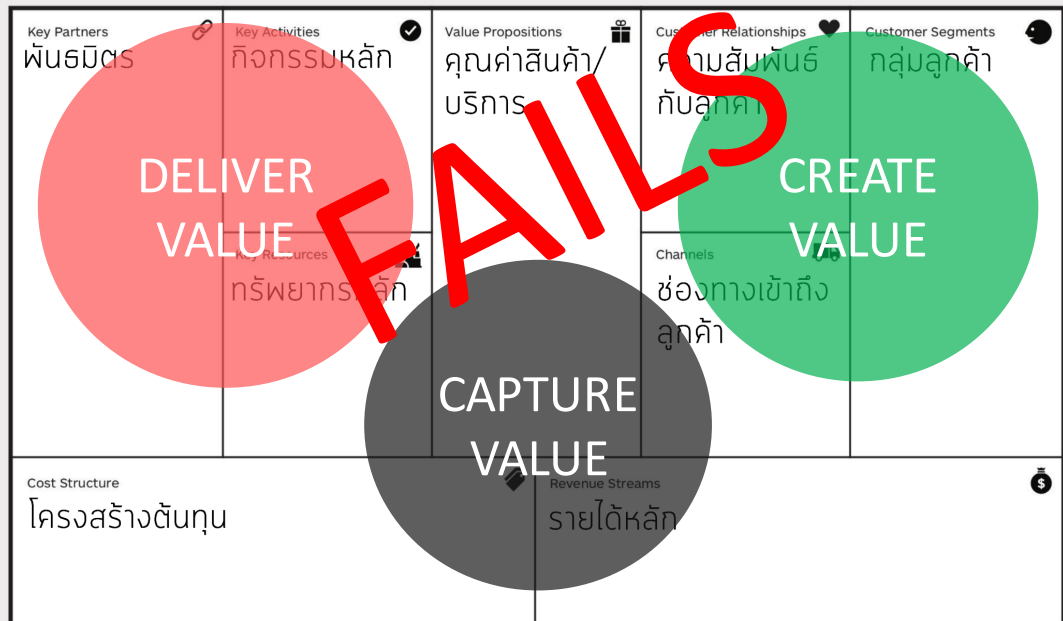 Key Partners
พันธมิตร
Key Activities
กิจกรรมหลัก
Key Resources
ทรัพยากรหลัก
Value Propositions
คุณค่าสินค้า/
บริการ
Customer Relationships
ความสัมพันธ์
กับลูกค้า
Channels
ช่องทางเข้าถึง
ลูกค้า
Customer Segments
กลุ่มลูกค้า
Cost Structure
โครงสร้างต้นทุน
Revenue Streams
รายได้หลัก
DELIVER
VALUE
CAPTURE
VALUE
CREATE
VALUE
FAILS